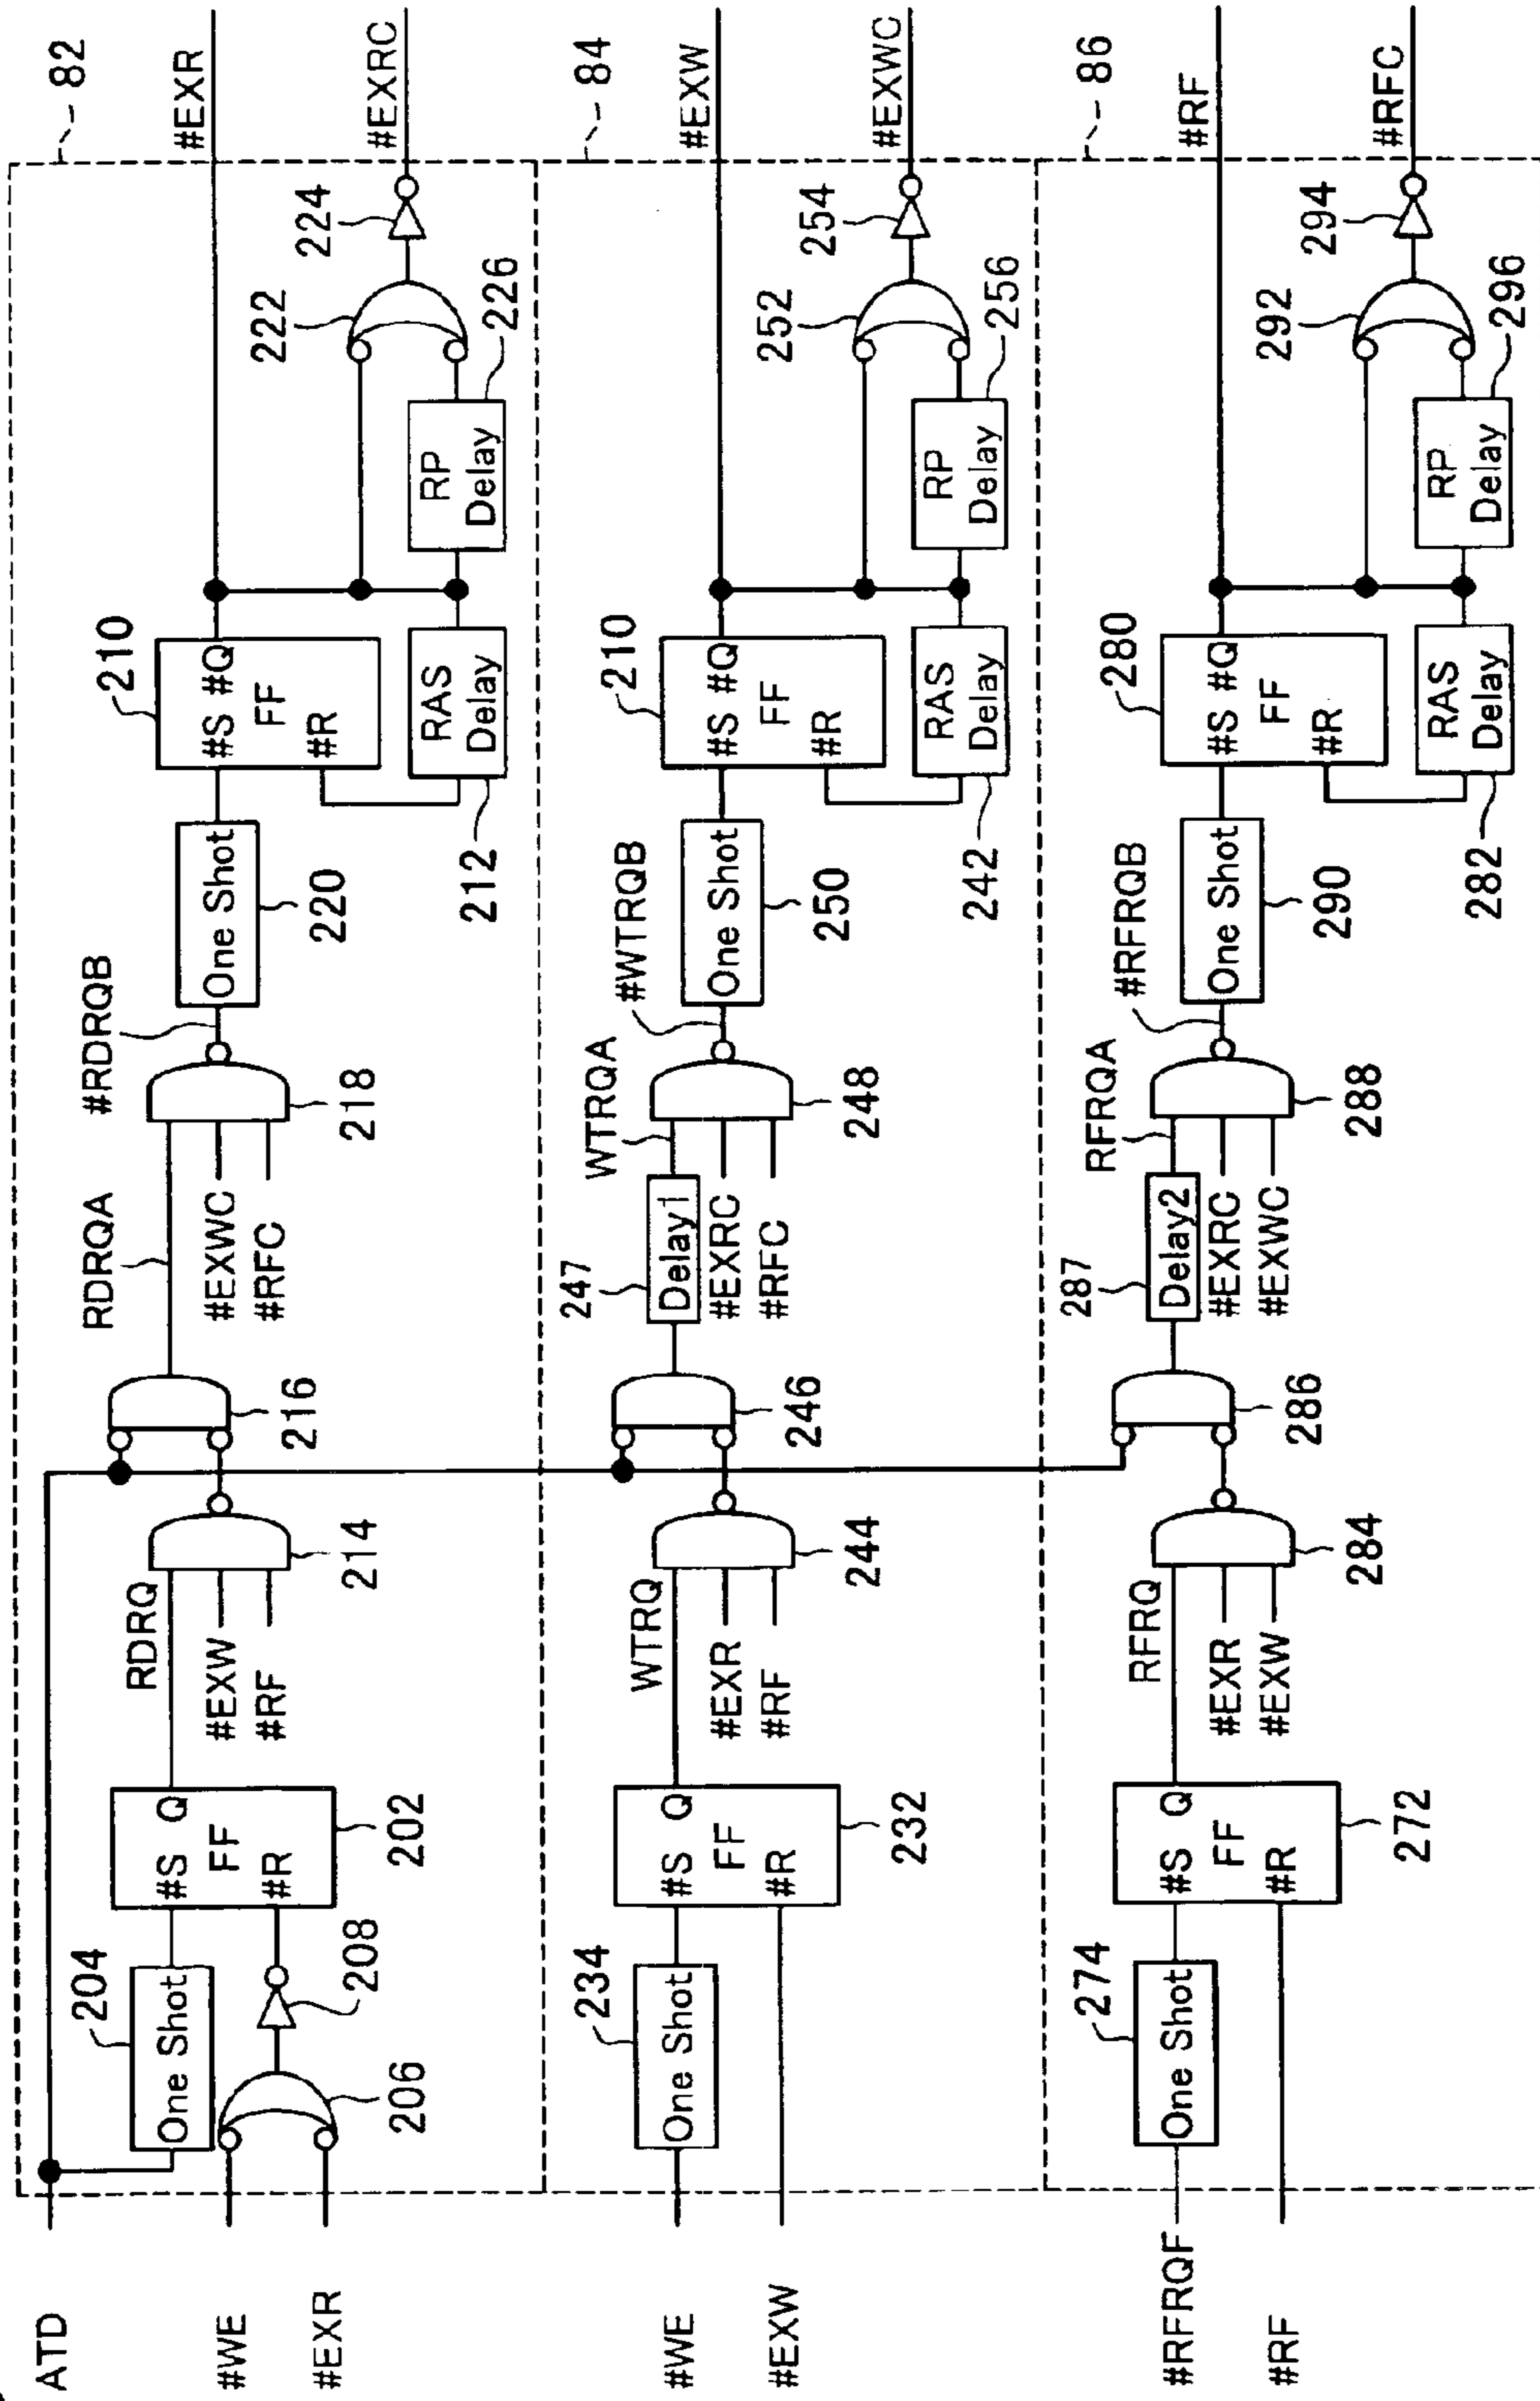 ATD
204
One Shot
#WE
#EXR
206
208
#S Q
FF
#R
202
RDRQ
#EXW
#RF
214
216
RDRQA
#EXWC
#RFC
218
#RDRQB
One Shot
220
210
#S #Q
FF
#R
RAS
Delay
212
RP
Delay
226
222
224
#EXR
#EXRC
82
#WE
#EXW
234
One Shot
#S Q
FF
#R
232
WTRQ
#EXR
#RF
244
246
247
Delay1
WTRQA
#EXRC
#RFC
248
#WTRQB
One Shot
250
210
#S #Q
FF
#R
RAS
Delay
242
RP
Delay
256
252
254
#EXW
#EXWC
84
#RFRQF
#RF
274
One Shot
#S Q
FF
#R
272
RFRQ
#EXR
#EXW
284
286
287
Delay2
RFRQA
#EXRC
#EXWC
288
#RFRQB
One Shot
290
280
#S #Q
FF
#R
RAS
Delay
282
RP
Delay
296
292
294
#RF
#RFC
86